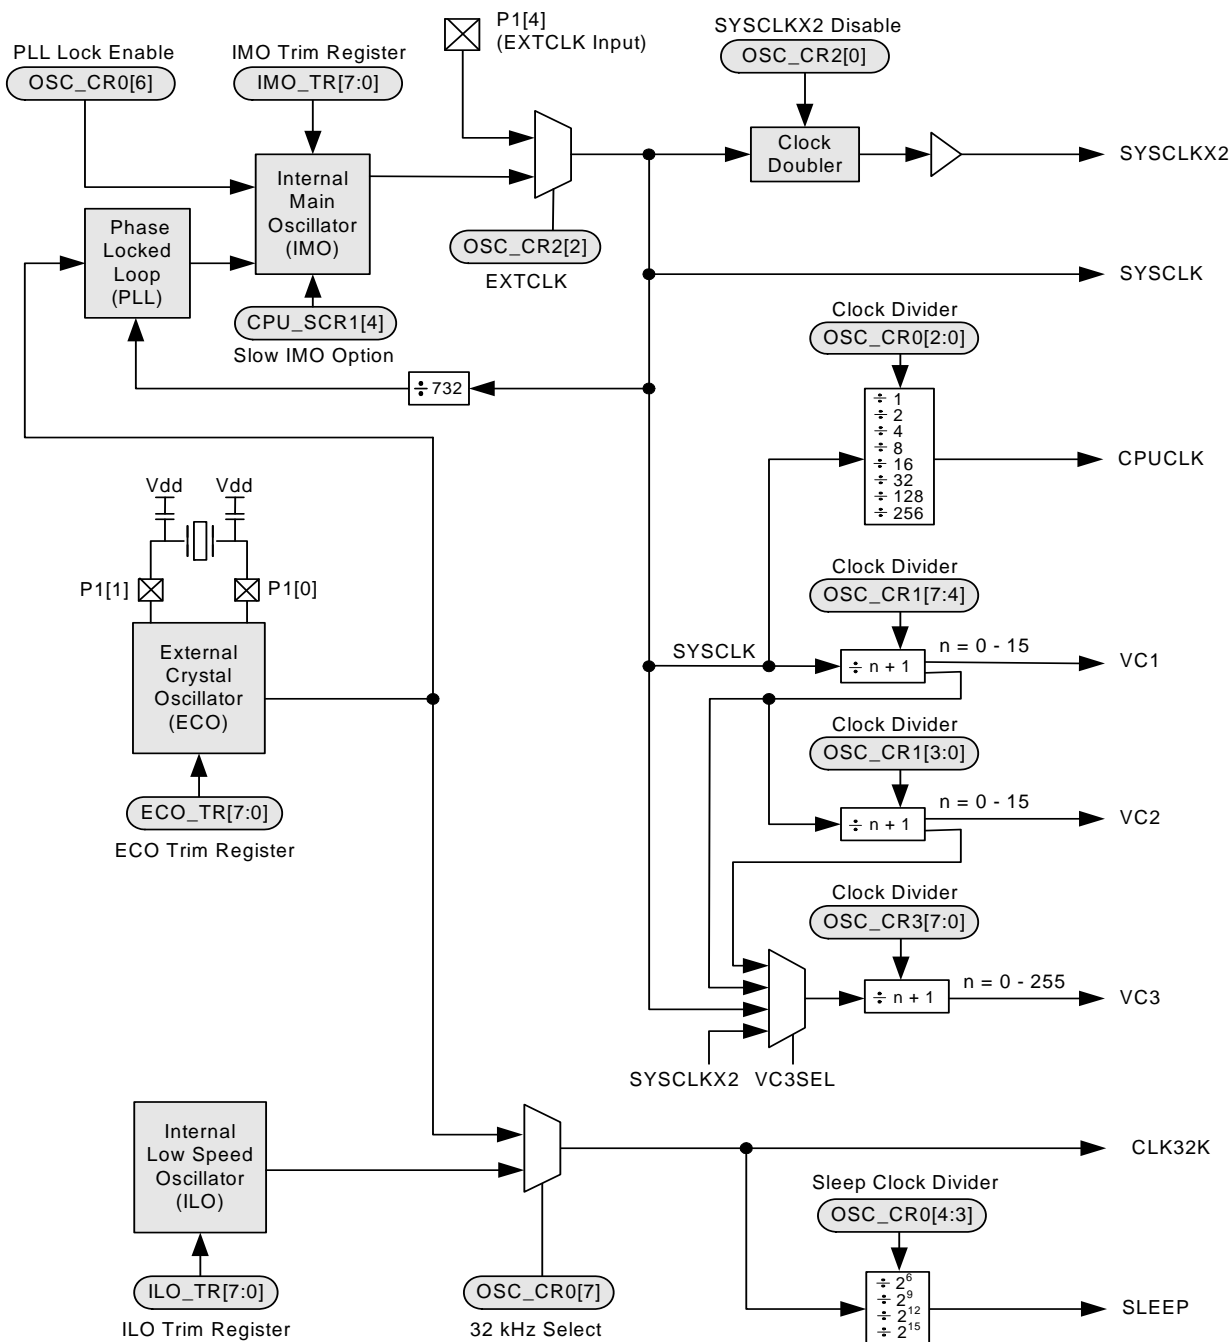 P1[4]
(EXTCLK Input)
SYSCLKX2 Disable
OSC_CR2[0]
PLL Lock Enable
OSC_CR0[6]
IMO Trim Register
IMO_TR[7:0]
Clock
Doubler
SYSCLKX2
Internal
Main
Oscillator
(IMO)
Phase
Locked
Loop
(PLL)
OSC_CR2[2]
EXTCLK
SYSCLK
CPU_SCR1[4]
Slow IMO Option
÷ 732
Clock Divider
OSC_CR0[2:0]
÷ 1
÷ 2
÷ 4
÷ 8
÷ 16
÷ 32
÷ 128
÷ 256
CPUCLK
Vdd
Vdd
P1[1]
P1[0]
External
Crystal
Oscillator
(ECO)
ECO_TR[7:0]
ECO Trim Register
Clock Divider
OSC_CR1[7:4]
SYSCLK
÷ n + 1
n = 0 - 15
VC1
Clock Divider
OSC_CR1[3:0]
÷ n + 1
n = 0 - 15
VC2
Clock Divider
OSC_CR3[7:0]
÷ n + 1
n = 0 - 255
VC3
SYSCLKX2
VC3SEL
Internal
Low Speed
Oscillator
(ILO)
ILO_TR[7:0]
ILO Trim Register
OSC_CR0[7]
32 kHz Select
CLK32K
Sleep Clock Divider
OSC_CR0[4:3]
÷ 2⁶
÷ 2⁹
÷ 2¹²
÷ 2¹⁵
SLEEP